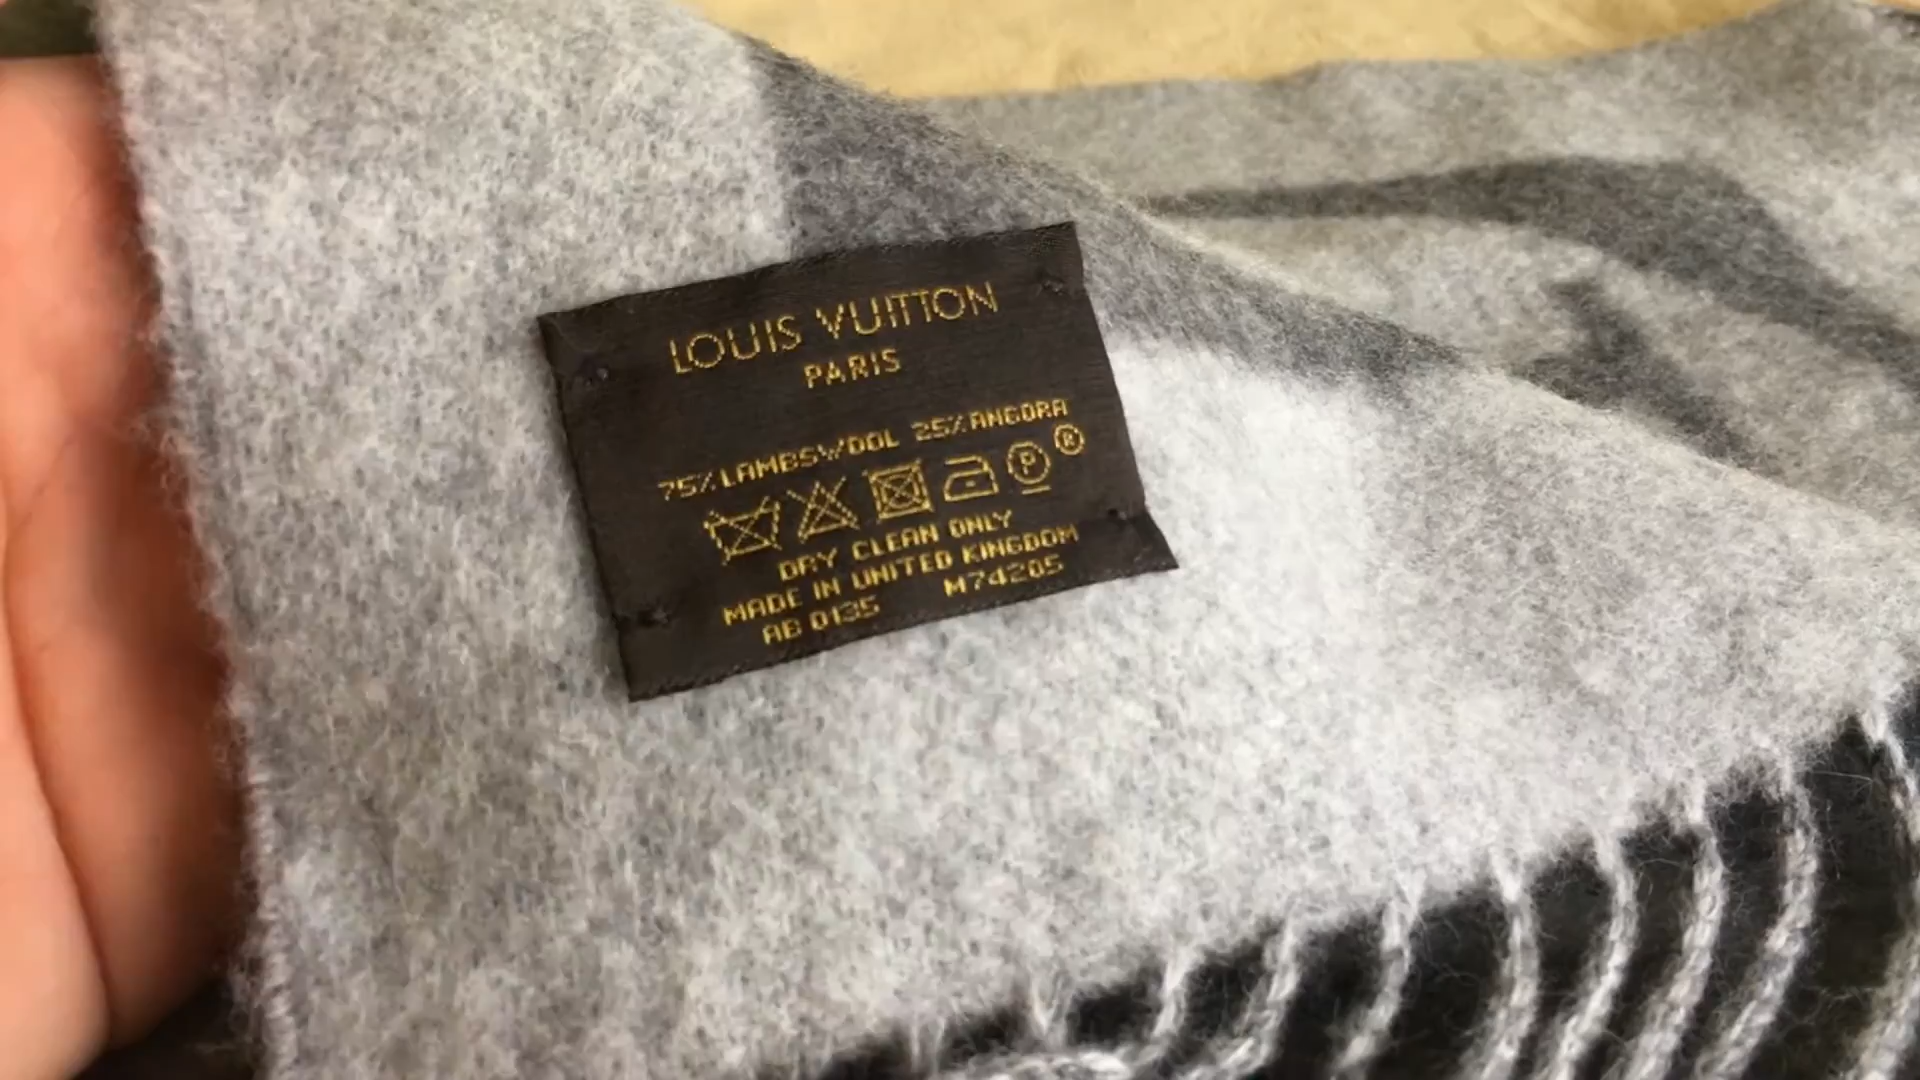 LOUIS VUITTON
PARIS
75% LAMBSWOOL 25% ANGORA
P ®
DRY CLEAN ONLY
MADE IN UNITED KINGDOM
AB 0135 M74205